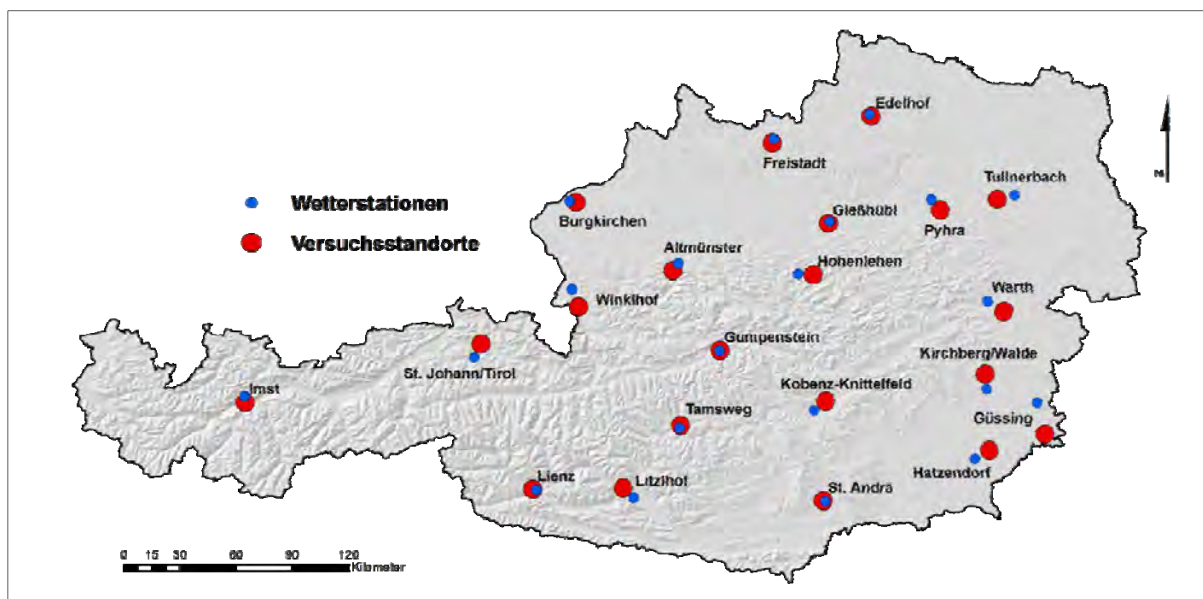 Edelhof
Freistadt
Tullnerbach
Wetterstationen
Burgkirchen
Gießhübl
Pyhra
Versuchsstandorte
Altmünster
Hohenlehen
Winklhof
Warth
Gumpenstein
Kirchberg/Walde
St. Johann/Tirol
Imst
Kobenz-Knittelfeld
Tamsweg
Güssing
Hatzendorf
Lienz
Litzlhof
St. Andrä
0 15 30 60 90 120
Kilometer